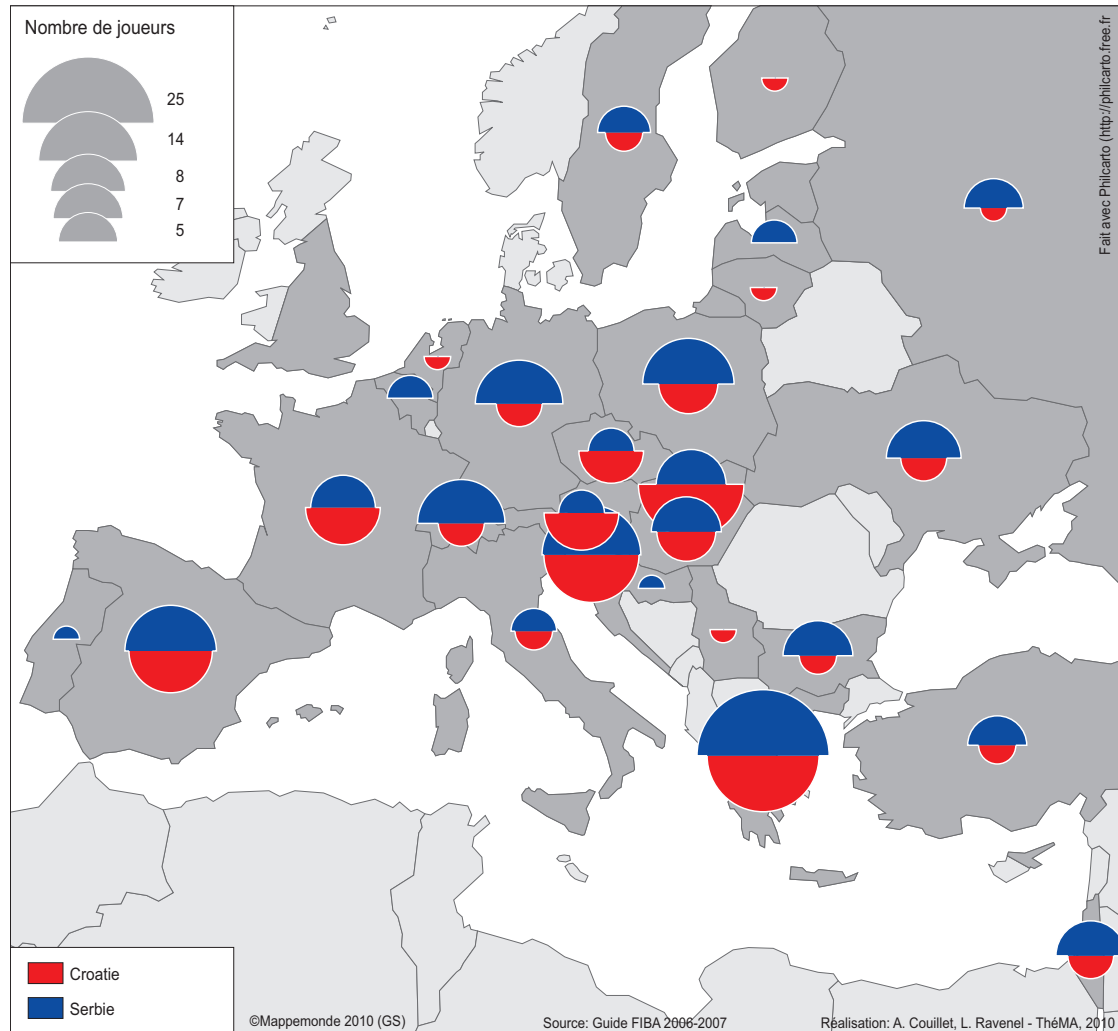 Nombre de joueurs
25
14
8
7
5
Fait avec Philcarto (http://philcarto.free.fr
Croatie
Serbie
©Mappemonde 2010 (GS)
Source: Guide FIBA 2006-2007
Réalisation: A. Couillet, L. Ravenel - ThéMA, 2010